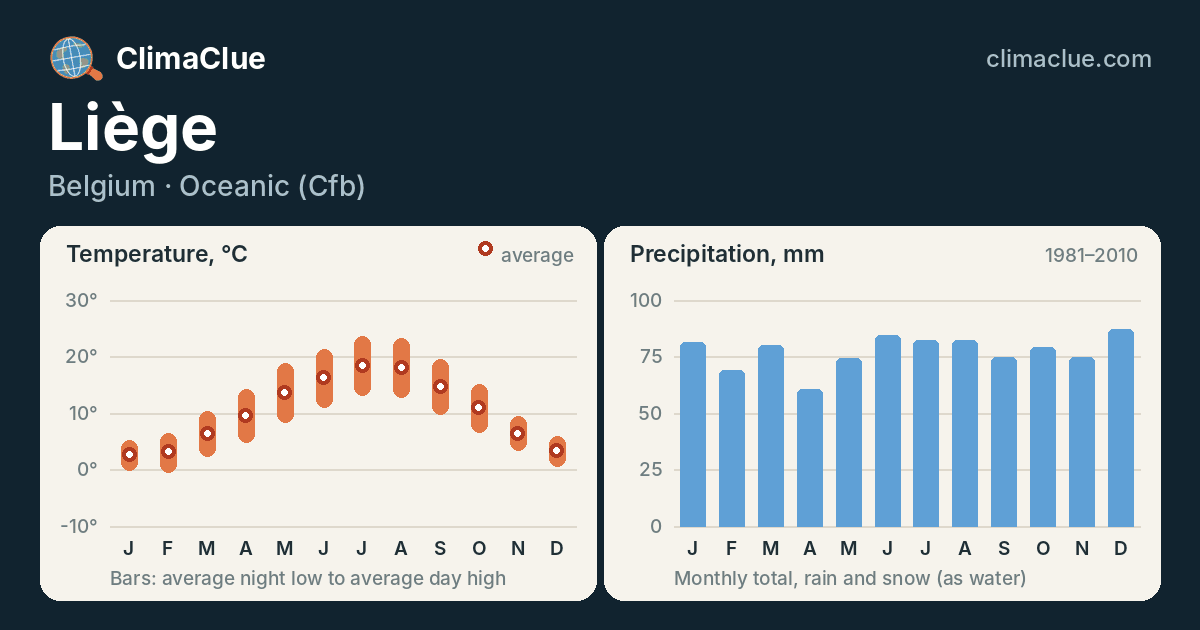 ClimaClue
climaclue.com
Liège
Belgium · Oceanic (Cfb)
Temperature, °C
average
30°
20°
10°
0°
-10°
J F M A M J J A S O N D
Bars: average night low to average day high
Precipitation, mm
1981–2010
100
75
50
25
0
J F M A M J J A S O N D
Monthly total, rain and snow (as water)